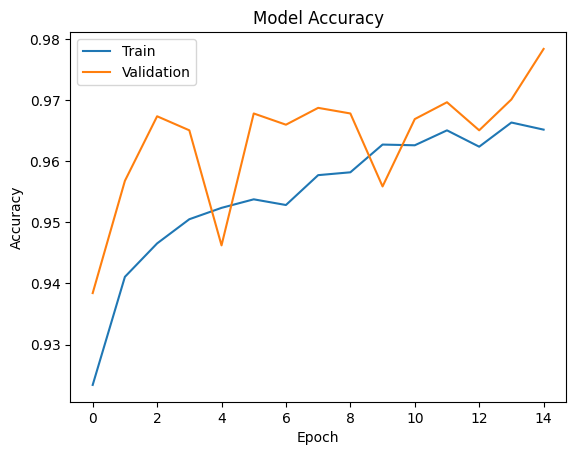 Model Accuracy
Train
Validation
0.98
0.97
0.96
0.95
0.94
0.93
Accuracy
0 2 4 6 8 10 12 14
Epoch